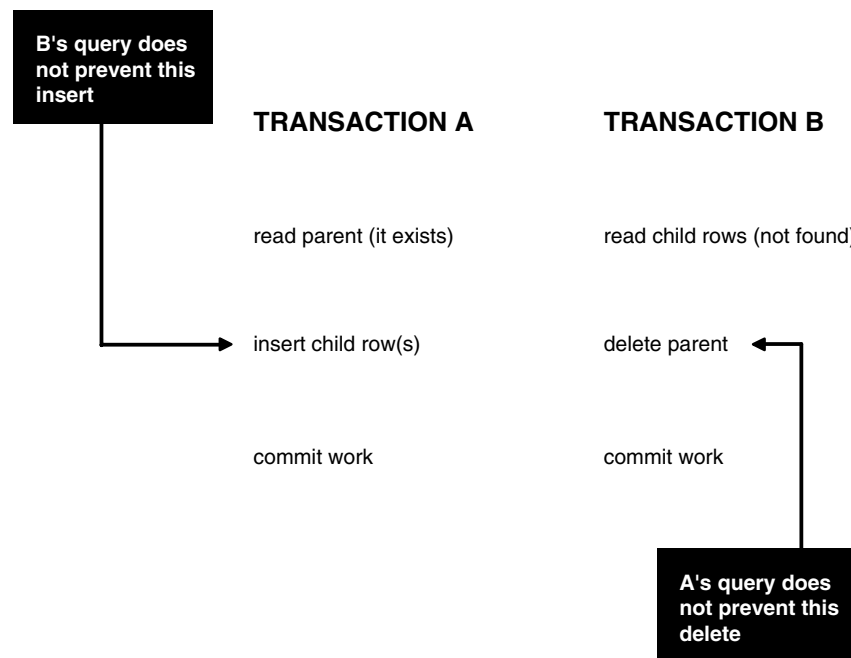 B's query does
not prevent this
insert
TRANSACTION A TRANSACTION B
read parent (it exists) read child rows (not found)
insert child row(s) delete parent
commit work commit work
A's query does
not prevent this
delete